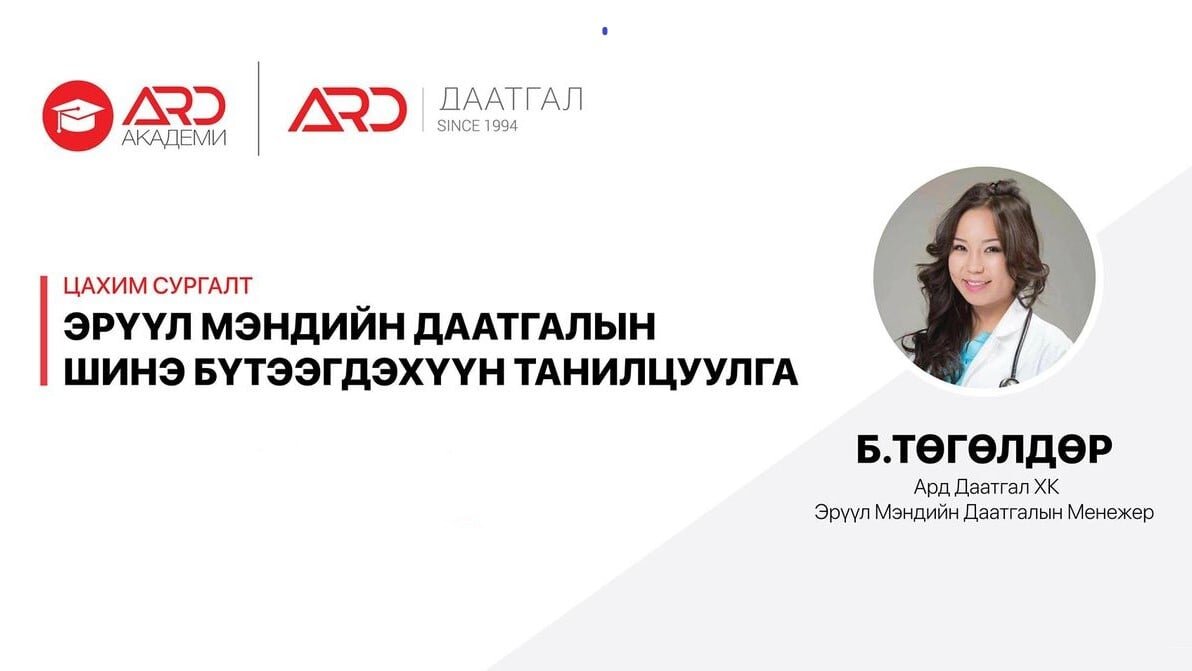 ARD
АКАДЕМИ
ARD
ДААТГАЛ
SINCE 1994
ЦАХИМ СУРГАЛТ
ЭРҮҮЛ МЭНДИЙН ДААТГАЛЫН
ШИНЭ БҮТЭЭГДЭХҮҮН ТАНИЛЦУУЛГА
Б.ТӨГӨЛДӨР
Ард Даатгал ХК
Эрүүл Мэндийн Даатгалын Менежер